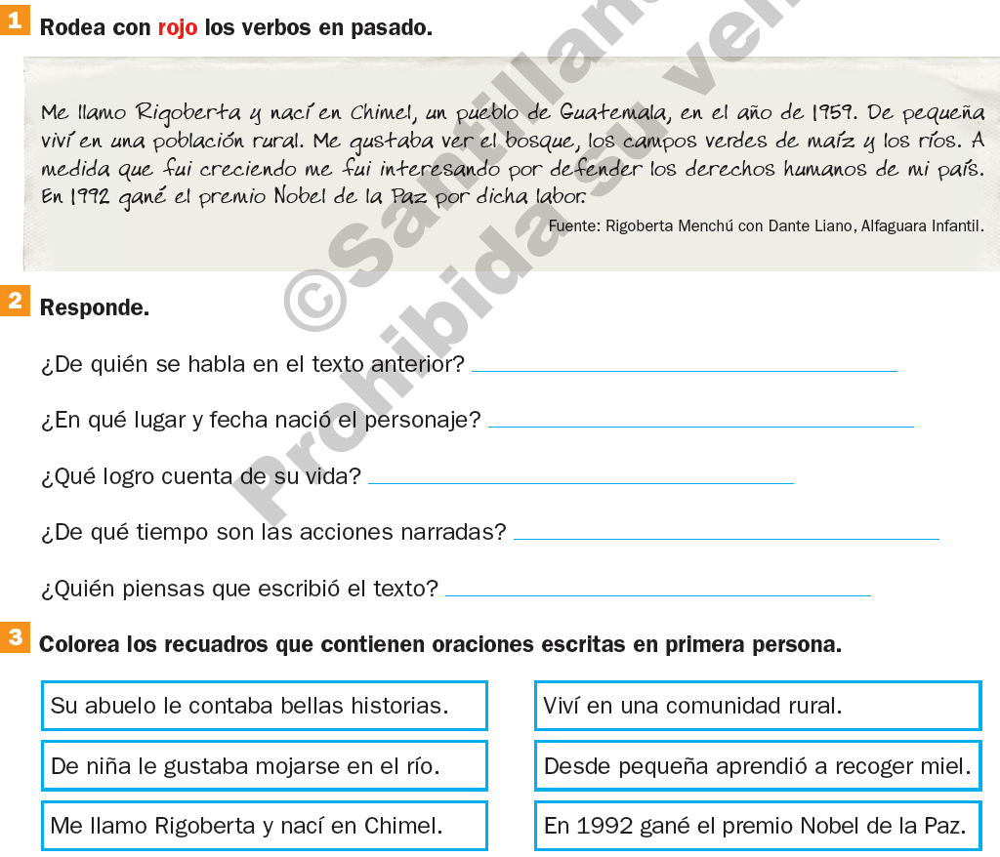 1 Rodea con rojo los verbos en pasado.
Me llamo Rigoberta y nací en Chimel, un pueblo de Guatemala, en el año de 1959. De pequeña
viví en una población rural. Me gustaba ver el bosque, los campos verdes de maíz y los ríos. A
medida que fui creciendo me fui interesando por defender los derechos humanos de mi país.
En 1992 gané el premio Nobel de la Paz por dicha labor.
Fuente: Rigoberta Menchú con Dante Liano, Alfaguara Infantil.
2 Responde.
¿De quién se habla en el texto anterior?
¿En qué lugar y fecha nació el personaje?
¿Qué logro cuenta de su vida?
¿De qué tiempo son las acciones narradas?
¿Quién piensas que escribió el texto?
3 Colorea los recuadros que contienen oraciones escritas en primera persona.
Su abuelo le contaba bellas historias.
Viví en una comunidad rural.
De niña le gustaba mojarse en el río.
Desde pequeña aprendió a recoger miel.
Me llamo Rigoberta y nací en Chimel.
En 1992 gané el premio Nobel de la Paz.
©Santillan
Prohibida su ven